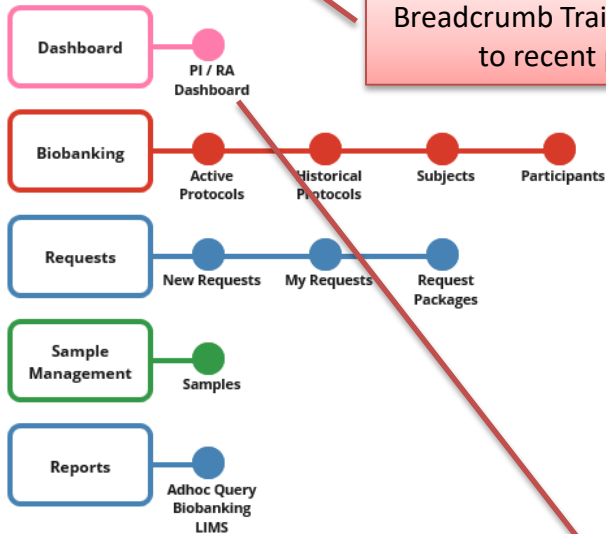 Breadcrumb Trai
to recent
Dashboard
PI / RA
Dashboard
Biobanking
Active
Protocols
Historical
Protocols
Subjects
Participants
Requests
New Requests
My Requests
Request
Packages
Sample
Management
Samples
Reports
Adhoc Query
Biobanking
LIMS